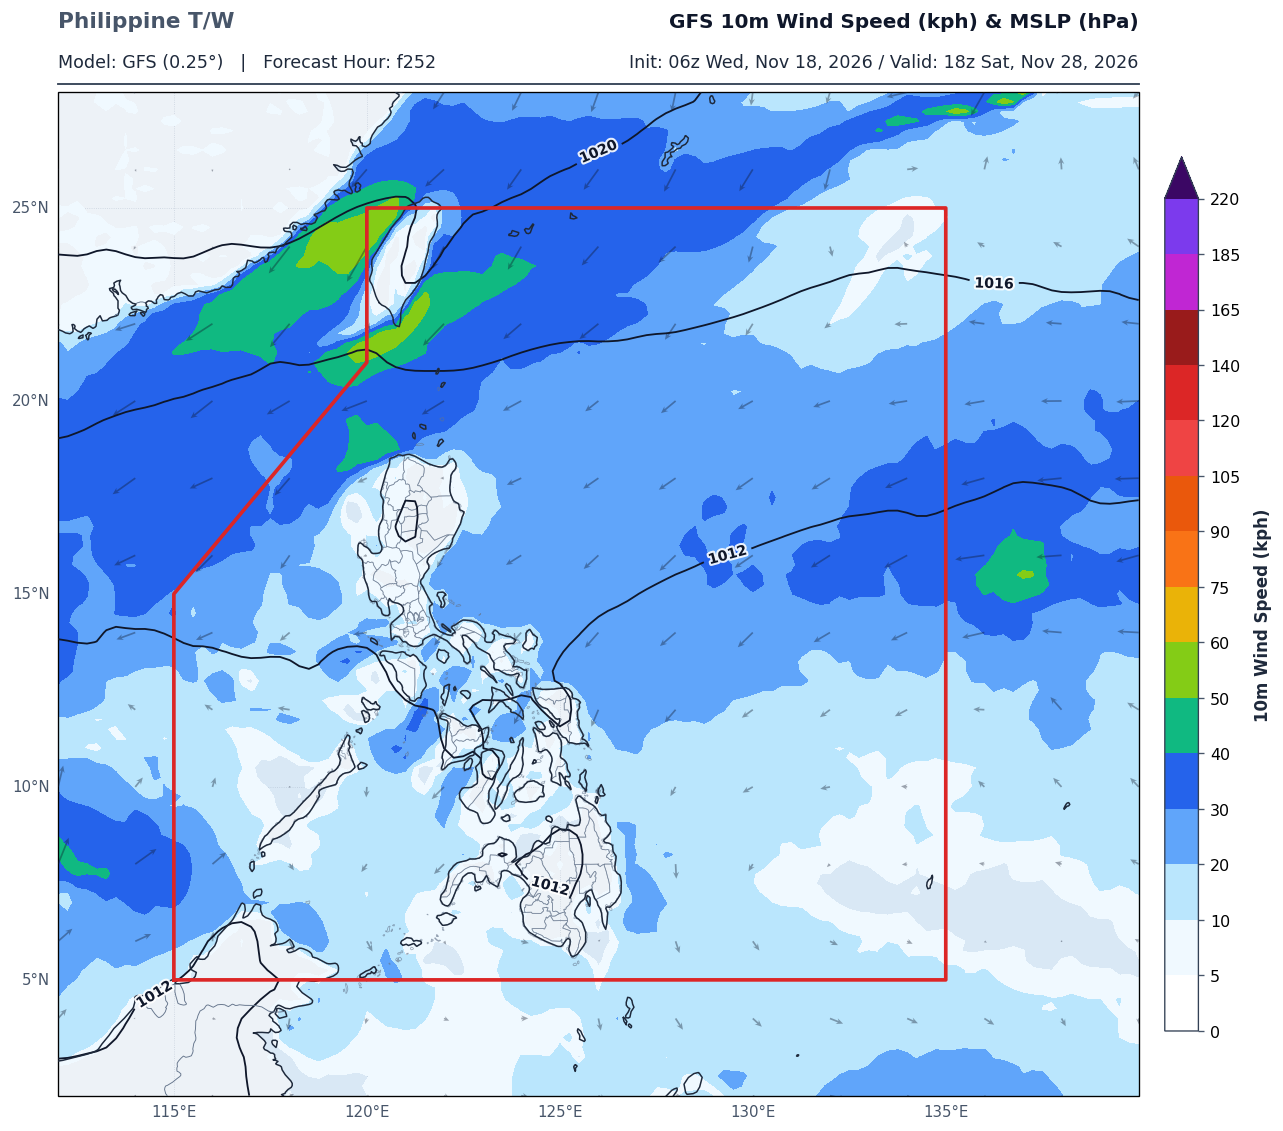 Philippine T/W
GFS 10m Wind Speed (kph) & MSLP (hPa)
Model: GFS (0.25°)   |   Forecast Hour: f252
Init: 06z Wed, Nov 18, 2026 / Valid: 18z Sat, Nov 28, 2026
1020
1016
1012
1012
1012
25°N
20°N
15°N
10°N
5°N
115°E
120°E
125°E
130°E
135°E
220
185
165
140
120
105
90
75
60
50
40
30
20
10
5
0
10m Wind Speed (kph)